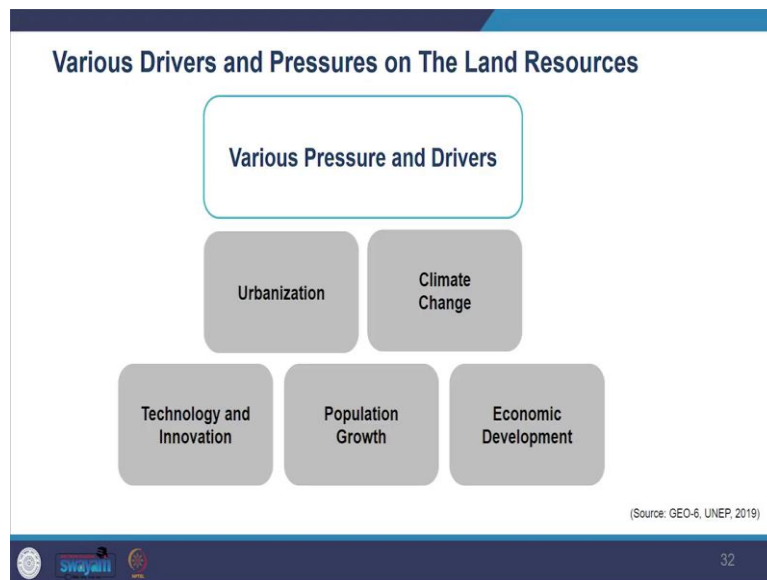 Various Drivers and Pressures on The Land Resources
Various Pressure and Drivers
Urbanization
Climate
Change
Technology and
Innovation
Population
Growth
Economic
Development
(Source: GEO-6, UNEP, 2019)
swayam
32